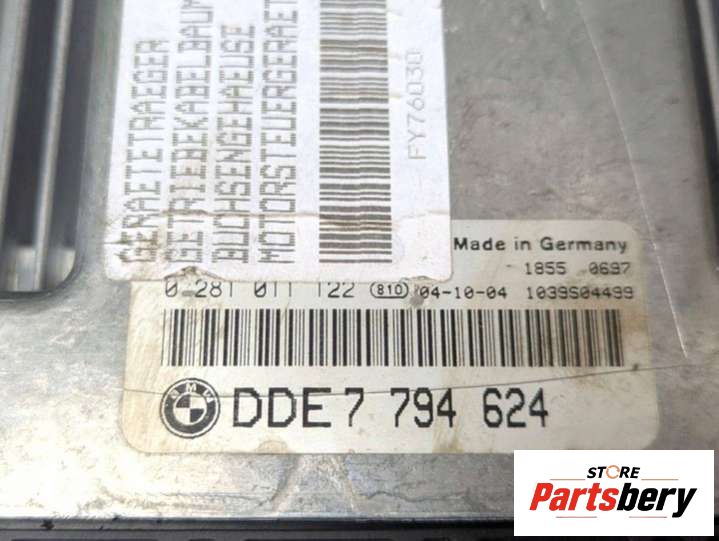 GERAETETRAEGER
GETRIEBEKABELBAUM
BUCHSENGEHAEUSE
MOTORSTEUERGERAET
FY76030
Made in Germany
1855 0697
0 281 011 122 810 04-10-04 1039S04499
BMW
DDE 7 794 624
STORE
Partsbery